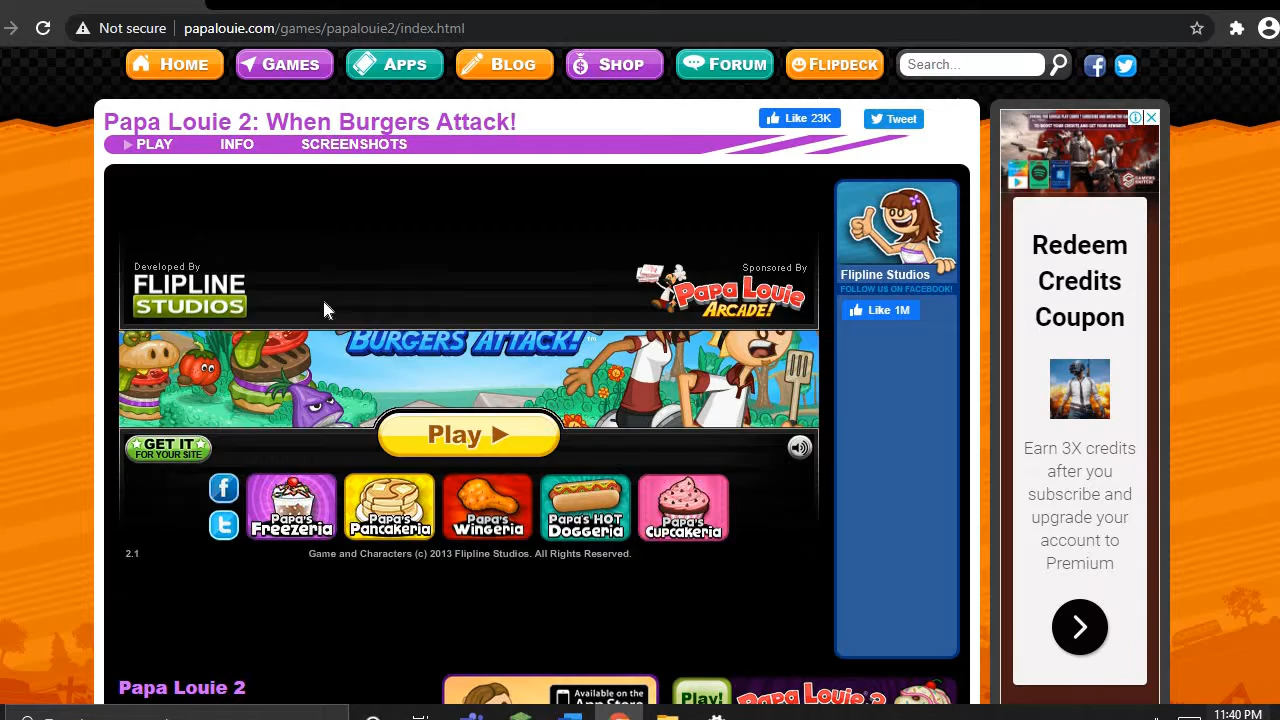 Not secure
papalouie.com/games/papalouie2/index.html
HOME
GAMES
APPS
BLOG
SHOP
FORUM
FLIPDECK
Search...
Papa Louie 2: When Burgers Attack!
Like 23K
Tweet
PLAY
INFO
SCREENSHOTS
Developed By
FLIPLINE
STUDIOS
Sponsored By
Papa Louie
ARCADE!
BURGERS ATTACK!™
Play
GET IT
FOR YOUR SITE
Papa's
Freezeria
Papa's
Pancakeria
Papa's
Wingeria
Papa's HOT
Doggeria
Papa's
Cupcakeria
2.1
Game and Characters (c) 2013 Flipline Studios. All Rights Reserved.
Flipline Studios
FOLLOW US ON FACEBOOK!
Like 1M
Redeem
Credits
Coupon
Earn 3X credits
after you
subscribe and
upgrade your
account to
Premium
Papa Louie 2
Available on the
Play!
Papa Louie 3
11:40 PM